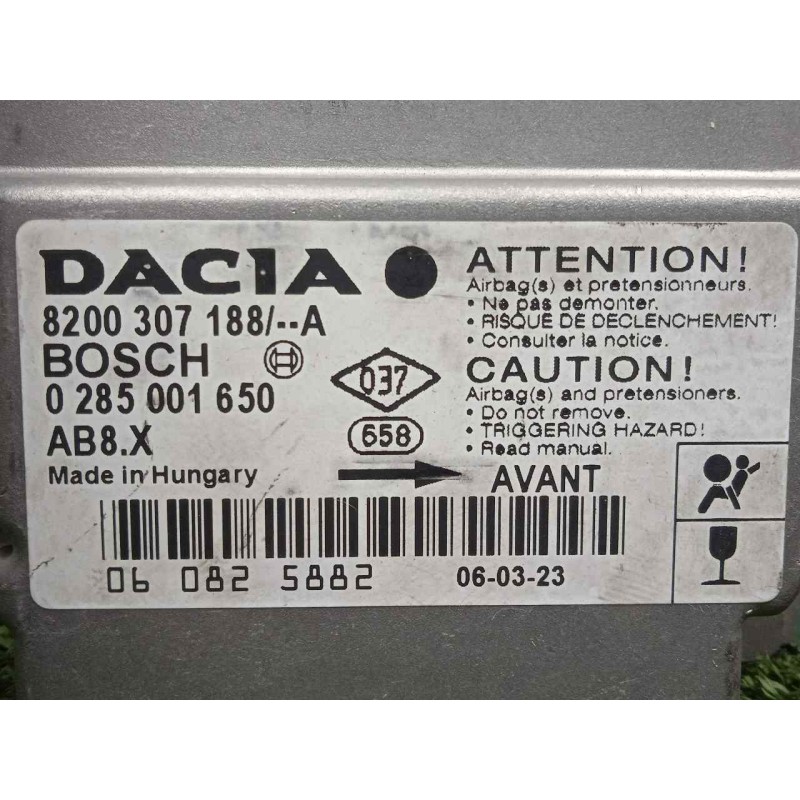 DACIA
8200 307 188/--A
BOSCH
0 285 001 650
AB8.X
Made in Hungary
037
658
ATTENTION!
Airbag(s) et pretensionneurs.
• Ne pas demonter.
• RISQUE DE DECLENCHEMENT!
• Consulter la notice.
CAUTION!
Airbag(s) and pretensioners.
• Do not remove.
• TRIGGERING HAZARD!
• Read manual.
AVANT
06 082 5882
06-03-23